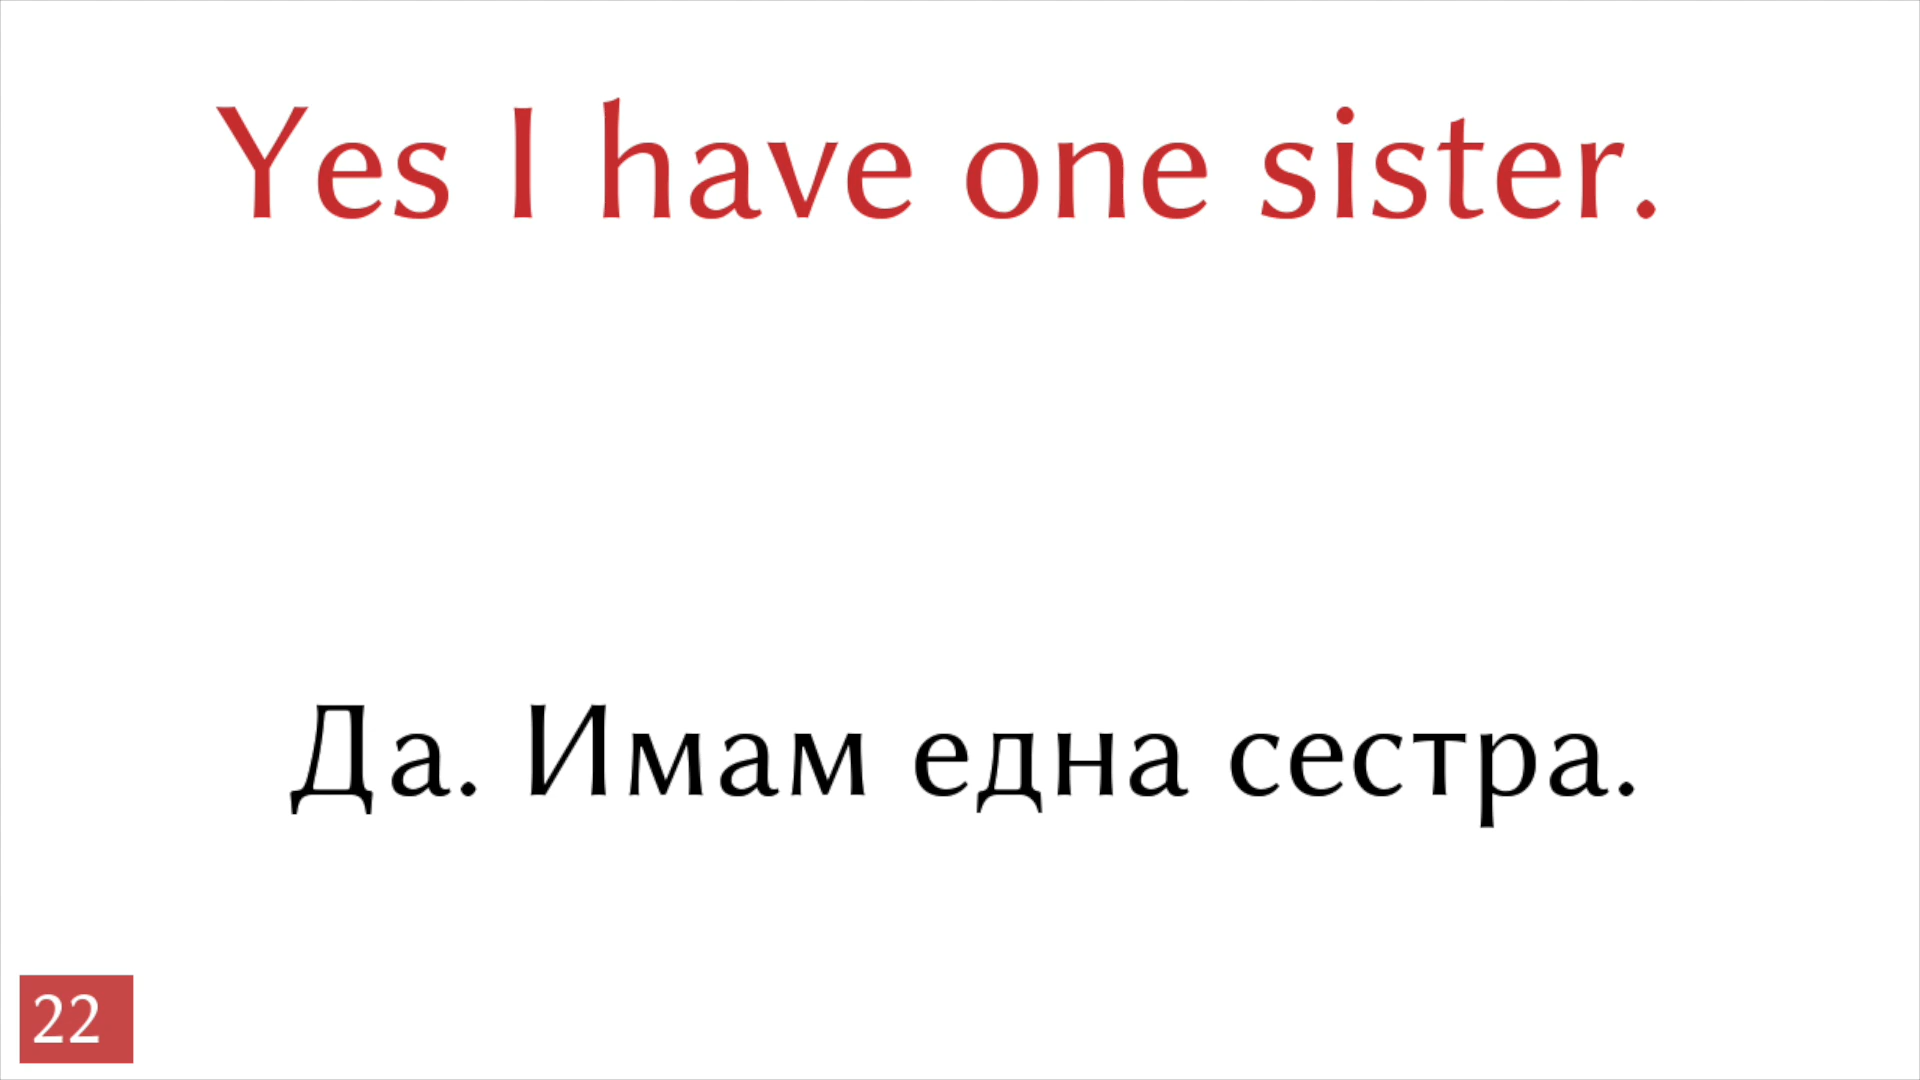 Yes I have one sister.
Да. Имам една сестра.
22